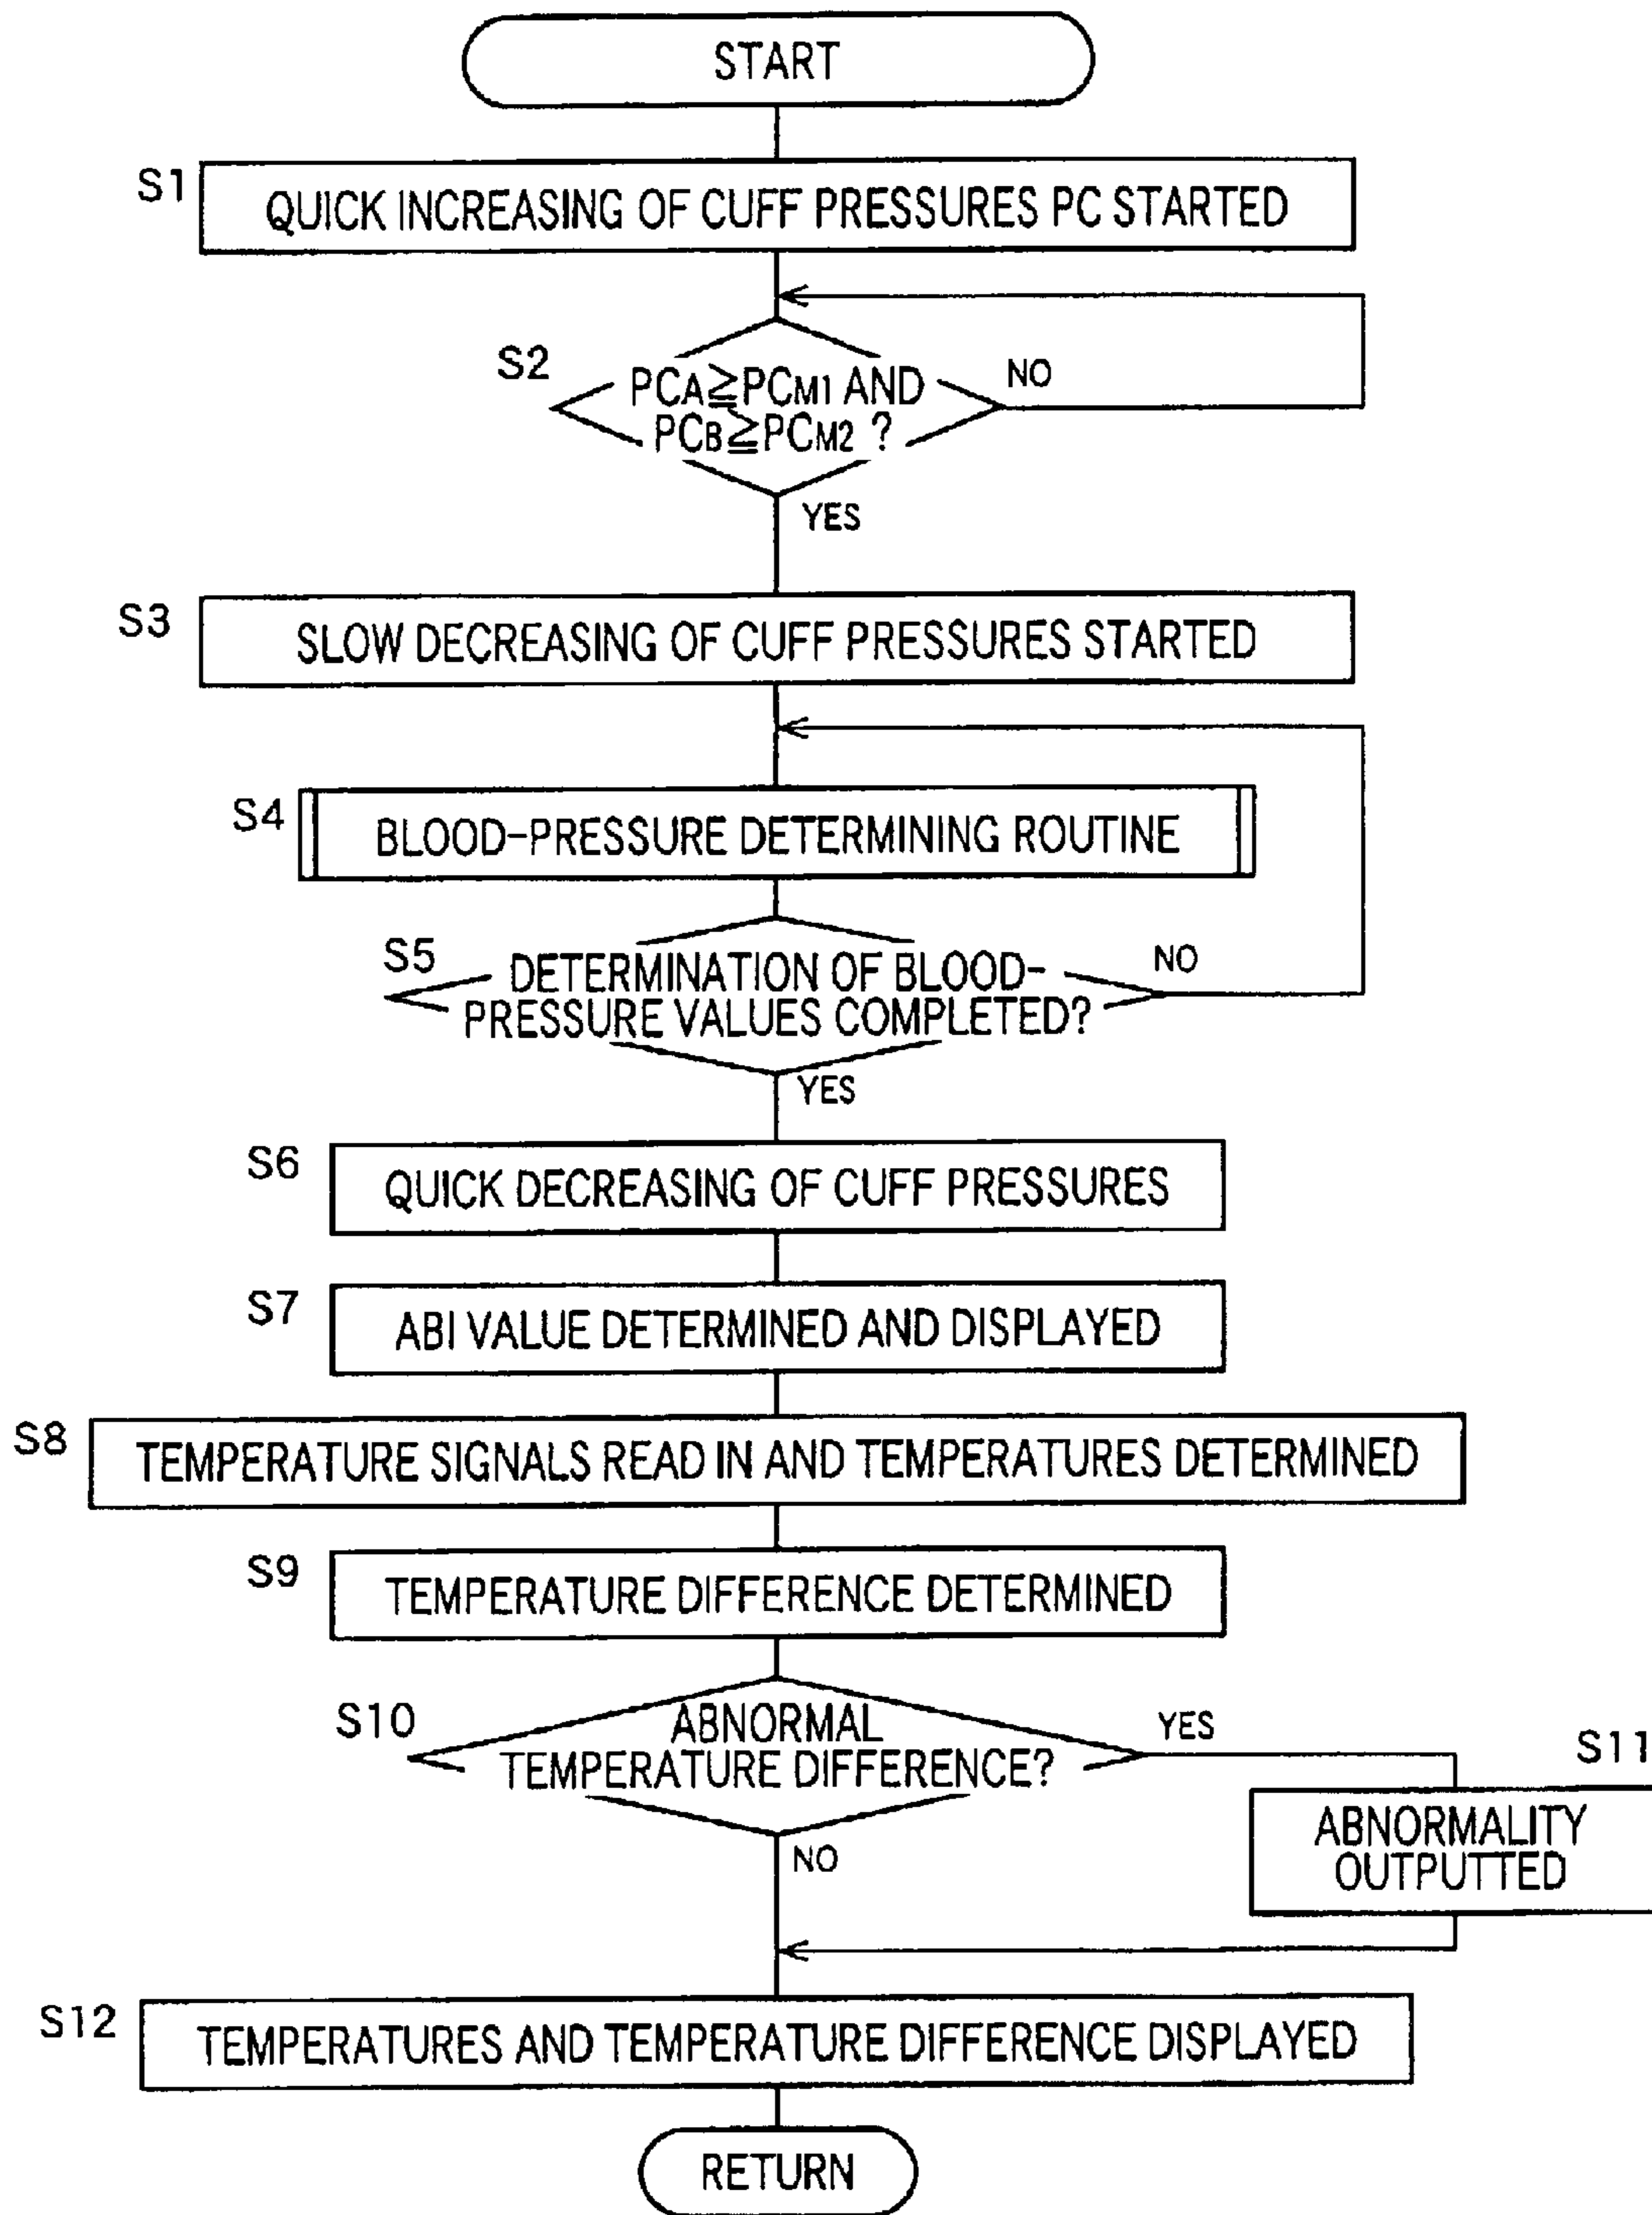 START
S1
QUICK INCREASING OF CUFF PRESSURES PC STARTED
S2
PCA≧PCM1 AND
PCB≧PCM2 ?
NO
YES
S3
SLOW DECREASING OF CUFF PRESSURES STARTED
S4
BLOOD-PRESSURE DETERMINING ROUTINE
S5
DETERMINATION OF BLOOD-
PRESSURE VALUES COMPLETED?
NO
YES
S6
QUICK DECREASING OF CUFF PRESSURES
S7
ABI VALUE DETERMINED AND DISPLAYED
S8
TEMPERATURE SIGNALS READ IN AND TEMPERATURES DETERMINED
S9
TEMPERATURE DIFFERENCE DETERMINED
S10
ABNORMAL
TEMPERATURE DIFFERENCE?
YES
NO
S11
ABNORMALITY
OUTPUTTED
S12
TEMPERATURES AND TEMPERATURE DIFFERENCE DISPLAYED
RETURN